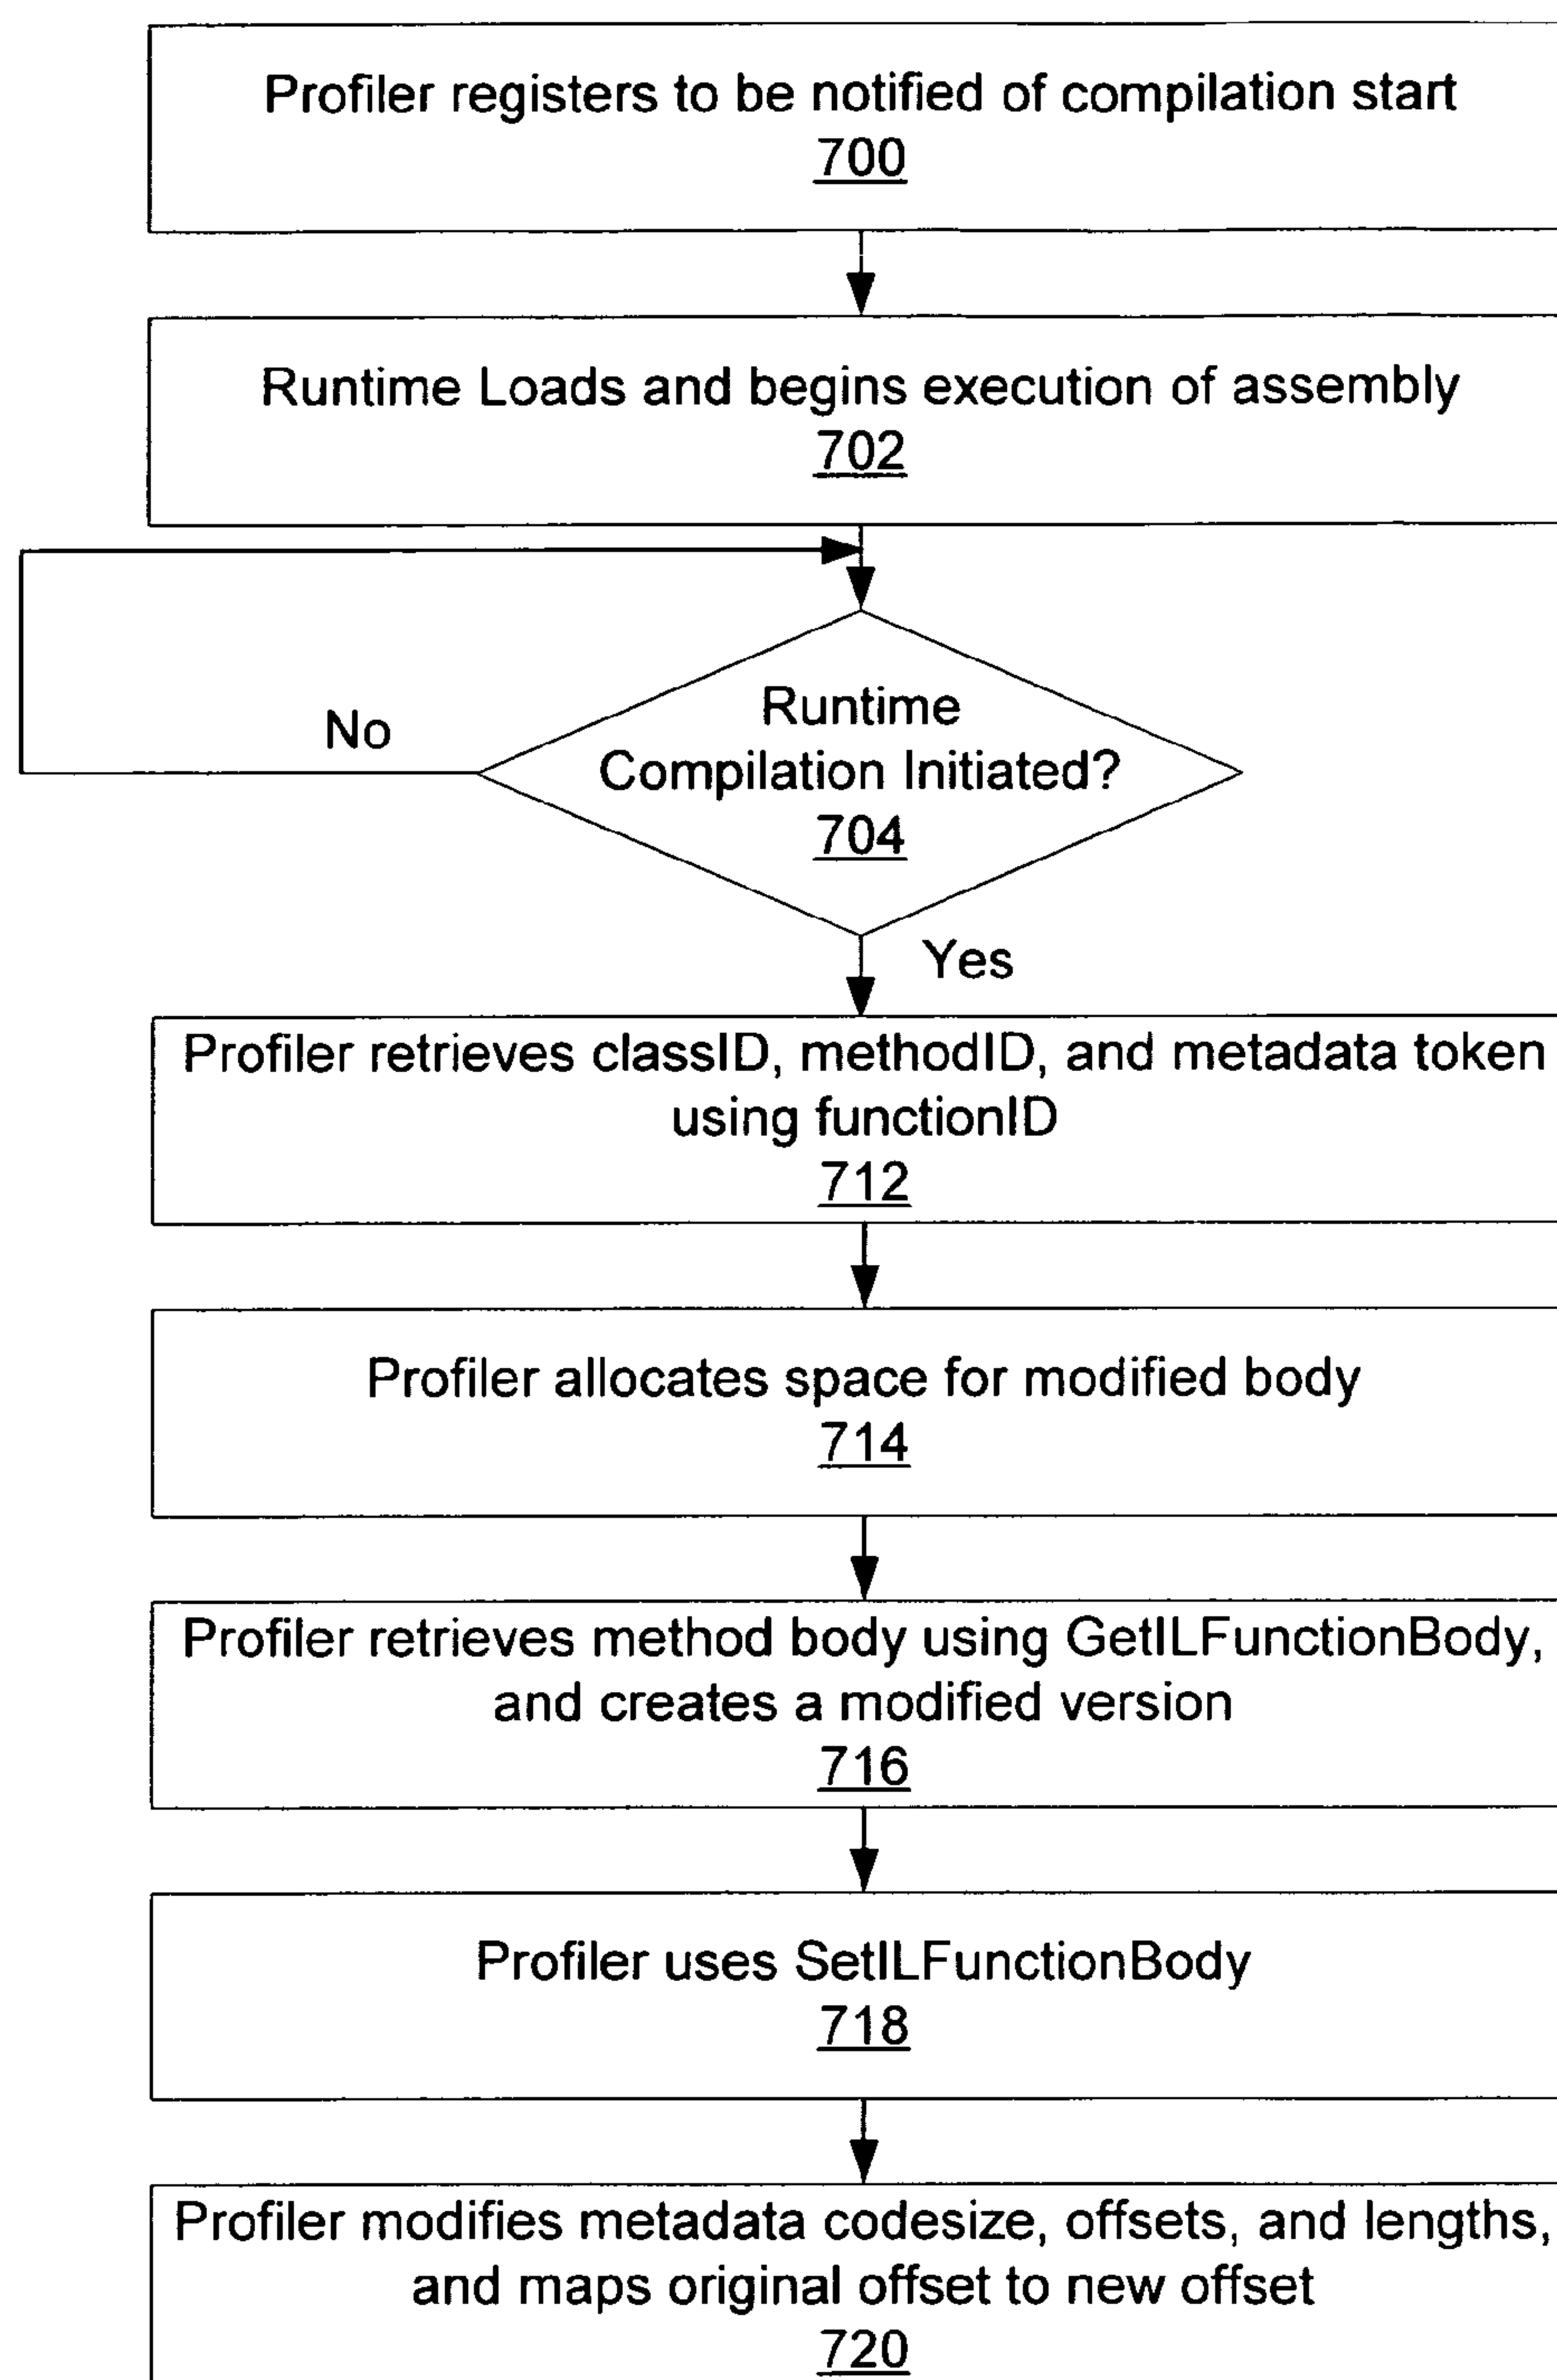 Profiler registers to be notified of compilation start
700
Runtime Loads and begins execution of assembly
702
No
Runtime
Compilation Initiated?
704
Yes
Profiler retrieves classID, methodID, and metadata token
using functionID
712
Profiler allocates space for modified body
714
Profiler retrieves method body using GetILFunctionBody,
and creates a modified version
716
Profiler uses SetILFunctionBody
718
Profiler modifies metadata codesize, offsets, and lengths,
and maps original offset to new offset
720